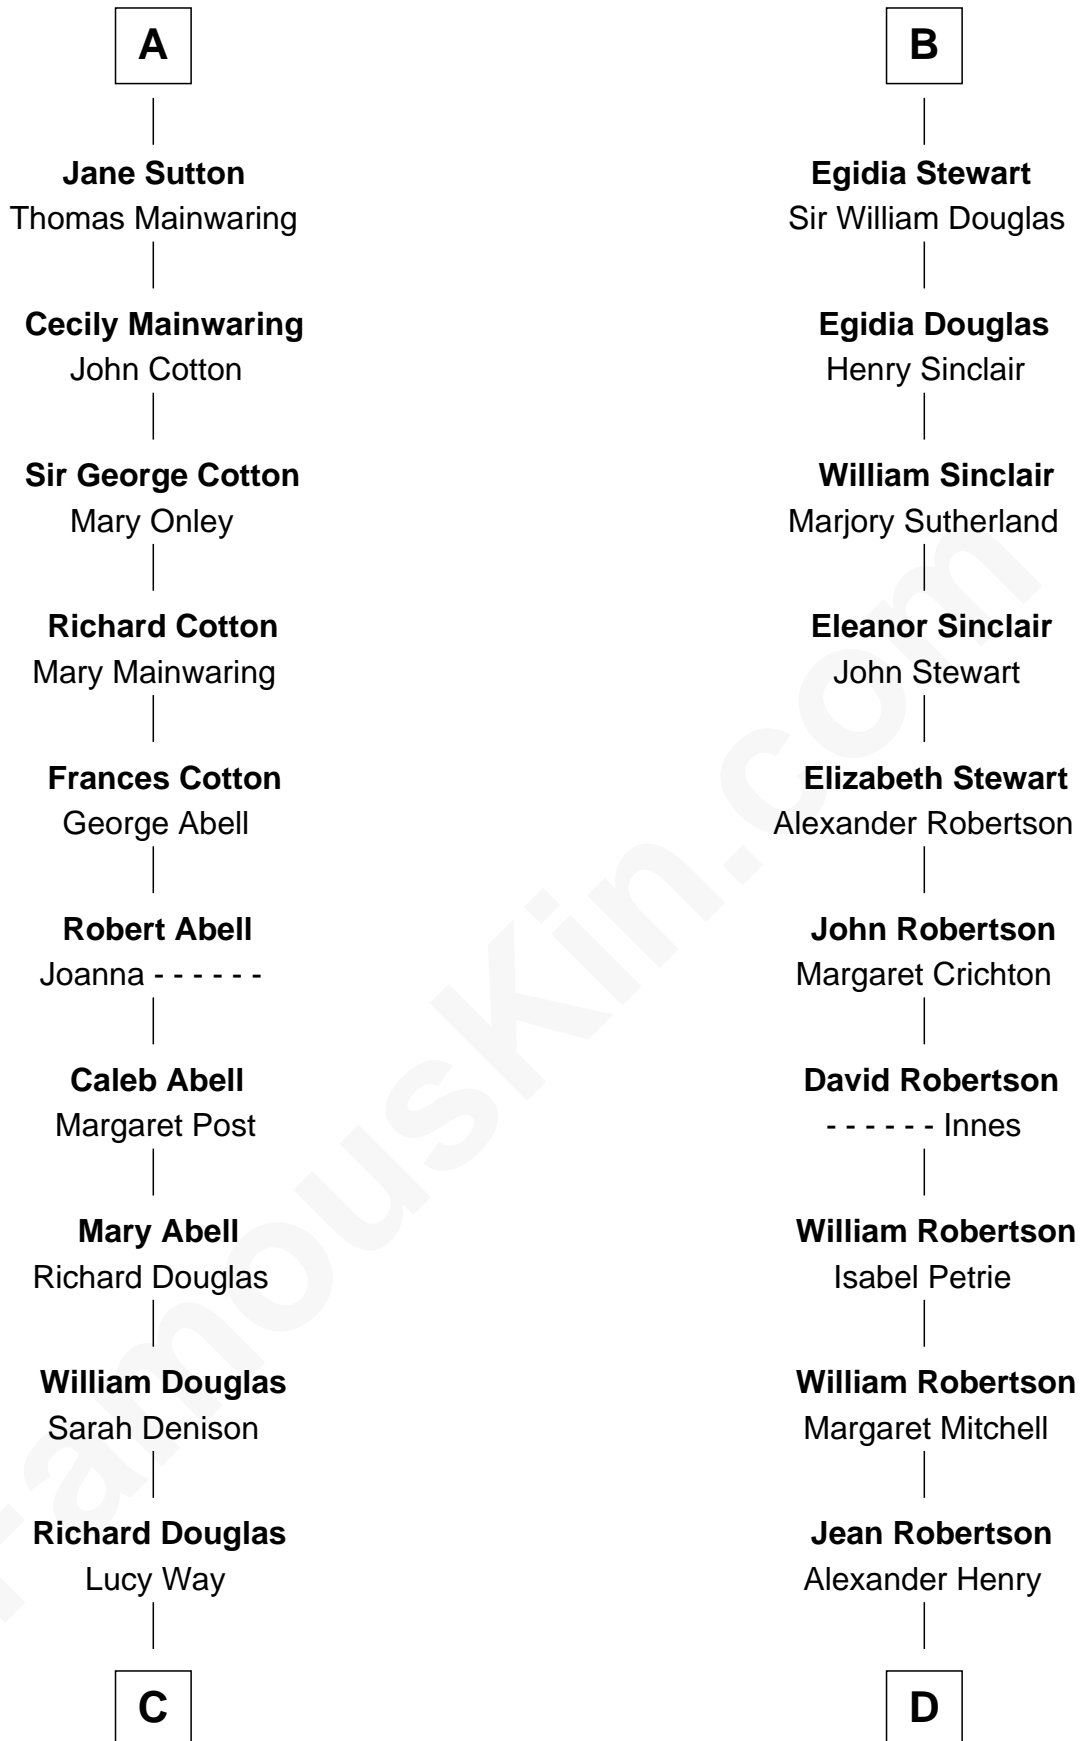 A
Jane Sutton
Thomas Mainwaring
Cecily Mainwaring
John Cotton
Sir George Cotton
Mary Onley
Richard Cotton
Mary Mainwaring
Frances Cotton
George Abell
Robert Abell
Joanna - - - - - -
Caleb Abell
Margaret Post
Mary Abell
Richard Douglas
William Douglas
Sarah Denison
Richard Douglas
Lucy Way
C
B
Egidia Stewart
Sir William Douglas
Egidia Douglas
Henry Sinclair
William Sinclair
Marjory Sutherland
Eleanor Sinclair
John Stewart
Elizabeth Stewart
Alexander Robertson
John Robertson
Margaret Crichton
David Robertson
- - - - - - Innes
William Robertson
Isabel Petrie
William Robertson
Margaret Mitchell
Jean Robertson
Alexander Henry
D
FamousKin.com